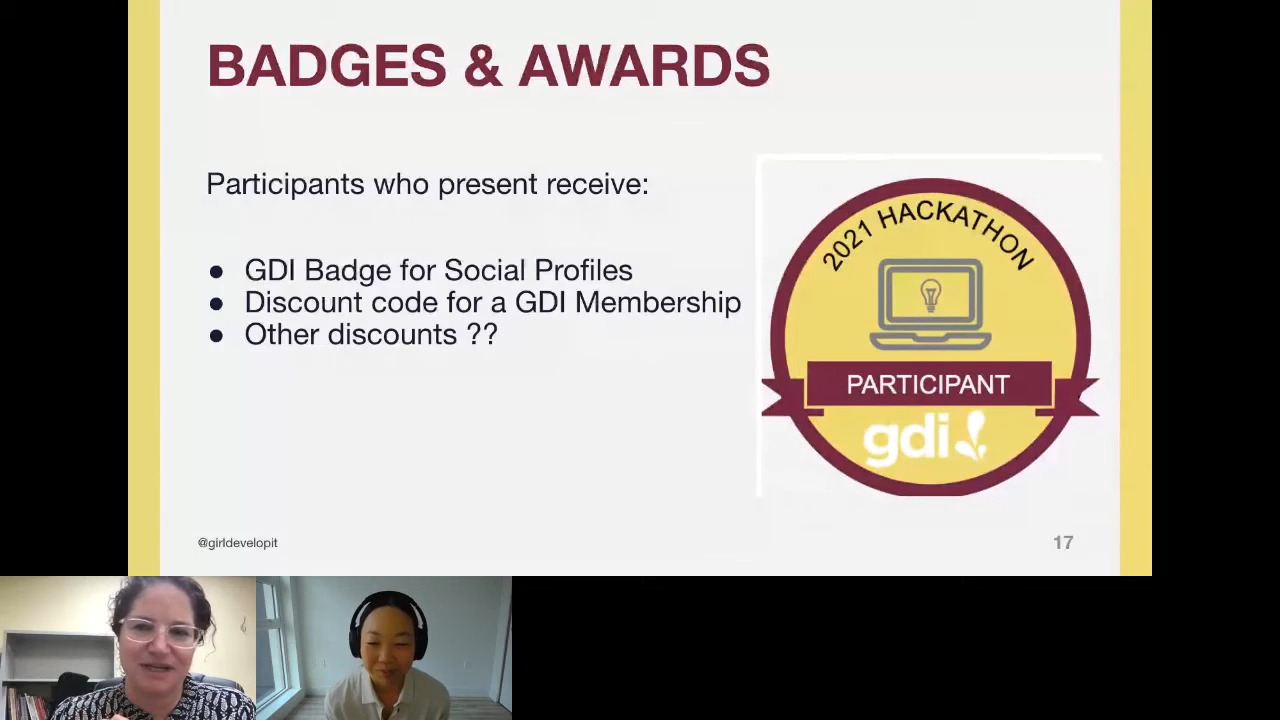 BADGES & AWARDS
Participants who present receive:
● GDI Badge for Social Profiles
● Discount code for a GDI Membership
● Other discounts ??
2021 HACKATHON
PARTICIPANT
gdi
@girldevelopit
17